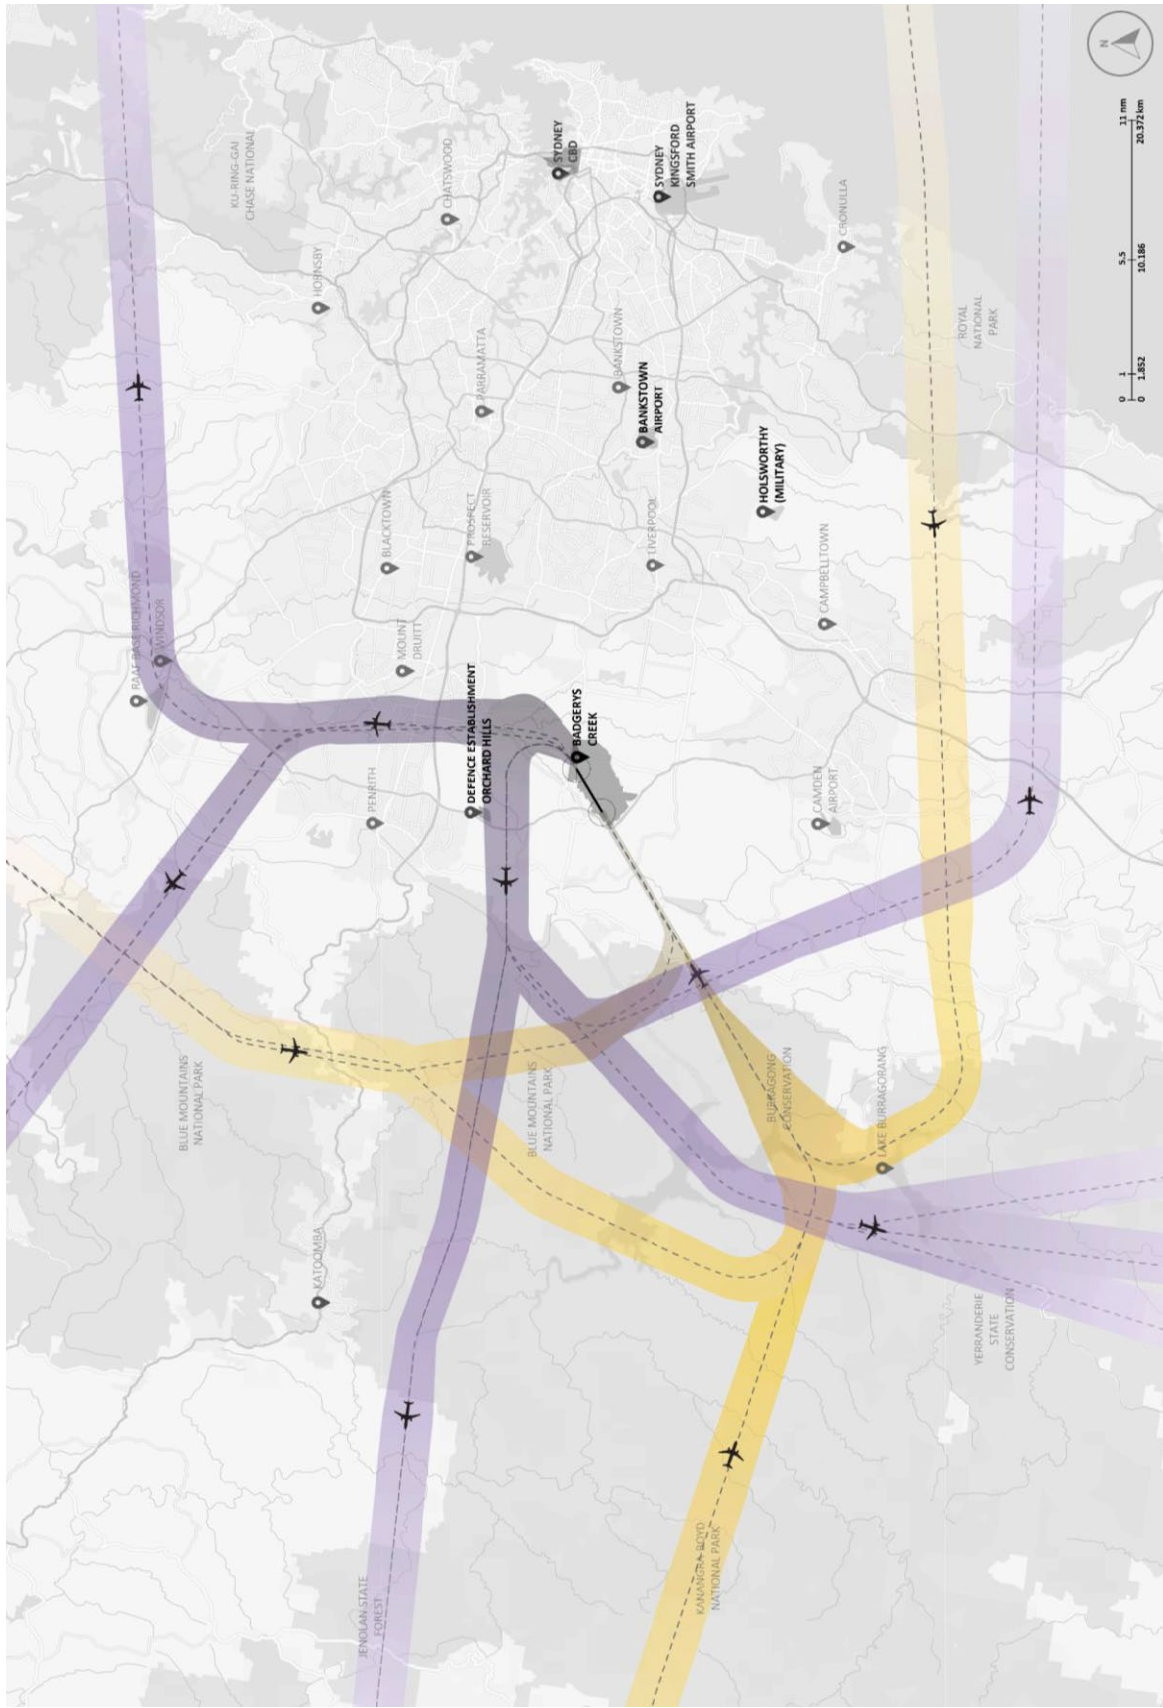 RAAF BASE RICHMOND
WINDSOR
BLUE MOUNTAINS
NATIONAL PARK
KU-RING-GAI
CHASE NATIONAL
KATOOMBA
HORNSBY
JENOLAN STATE
FOREST
PENRITH
BLACKTOWN
MOUNT
DRUITT
CHATSWOOD
DEFENCE ESTABLISHMENT
ORCHARD HILLS
PROSPECT
RESERVOIR
PARRAMATTA
BLUE MOUNTAINS
NATIONAL PARK
SYDNEY
CBD
BADGERYS
CREEK
BANKSTOWN
BANKSTOWN
AIRPORT
LIVERPOOL
SYDNEY
KINGSFORD
SMITH AIRPORT
KANANGRA-BOYD
NATIONAL PARK
HOLSWORTHY
(MILITARY)
BURRAGONG
CONSERVATION
CAMDEN
AIRPORT
CAMPBELLTOWN
CRONULLA
LAKE BURRAGORANG
ROYAL
NATIONAL
PARK
YERRANDERIE
STATE
CONSERVATION
N
0 1 5.5 11 nm
0 1.852 10.186 20.372 km